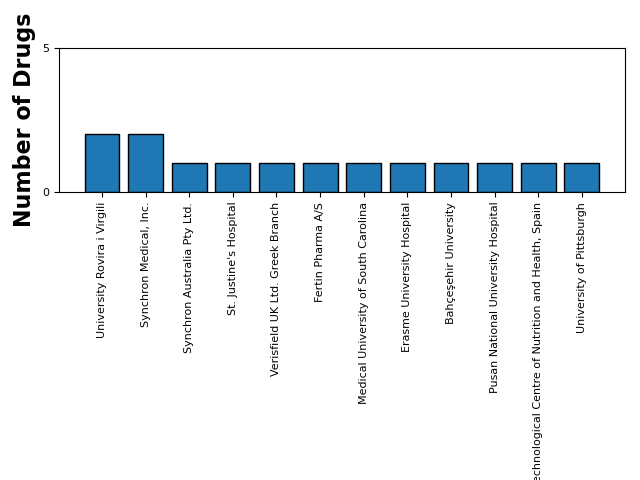 Number of Drugs
5
0
University Rovira i Virgili
Synchron Medical, Inc.
Synchron Australia Pty Ltd.
St. Justine's Hospital
Verisfield UK Ltd. Greek Branch
Fertin Pharma A/S
Medical University of South Carolina
Erasme University Hospital
Bahçeşehir University
Pusan National University Hospital
Centre of Nutrition and Health, Spain
University of Pittsburgh